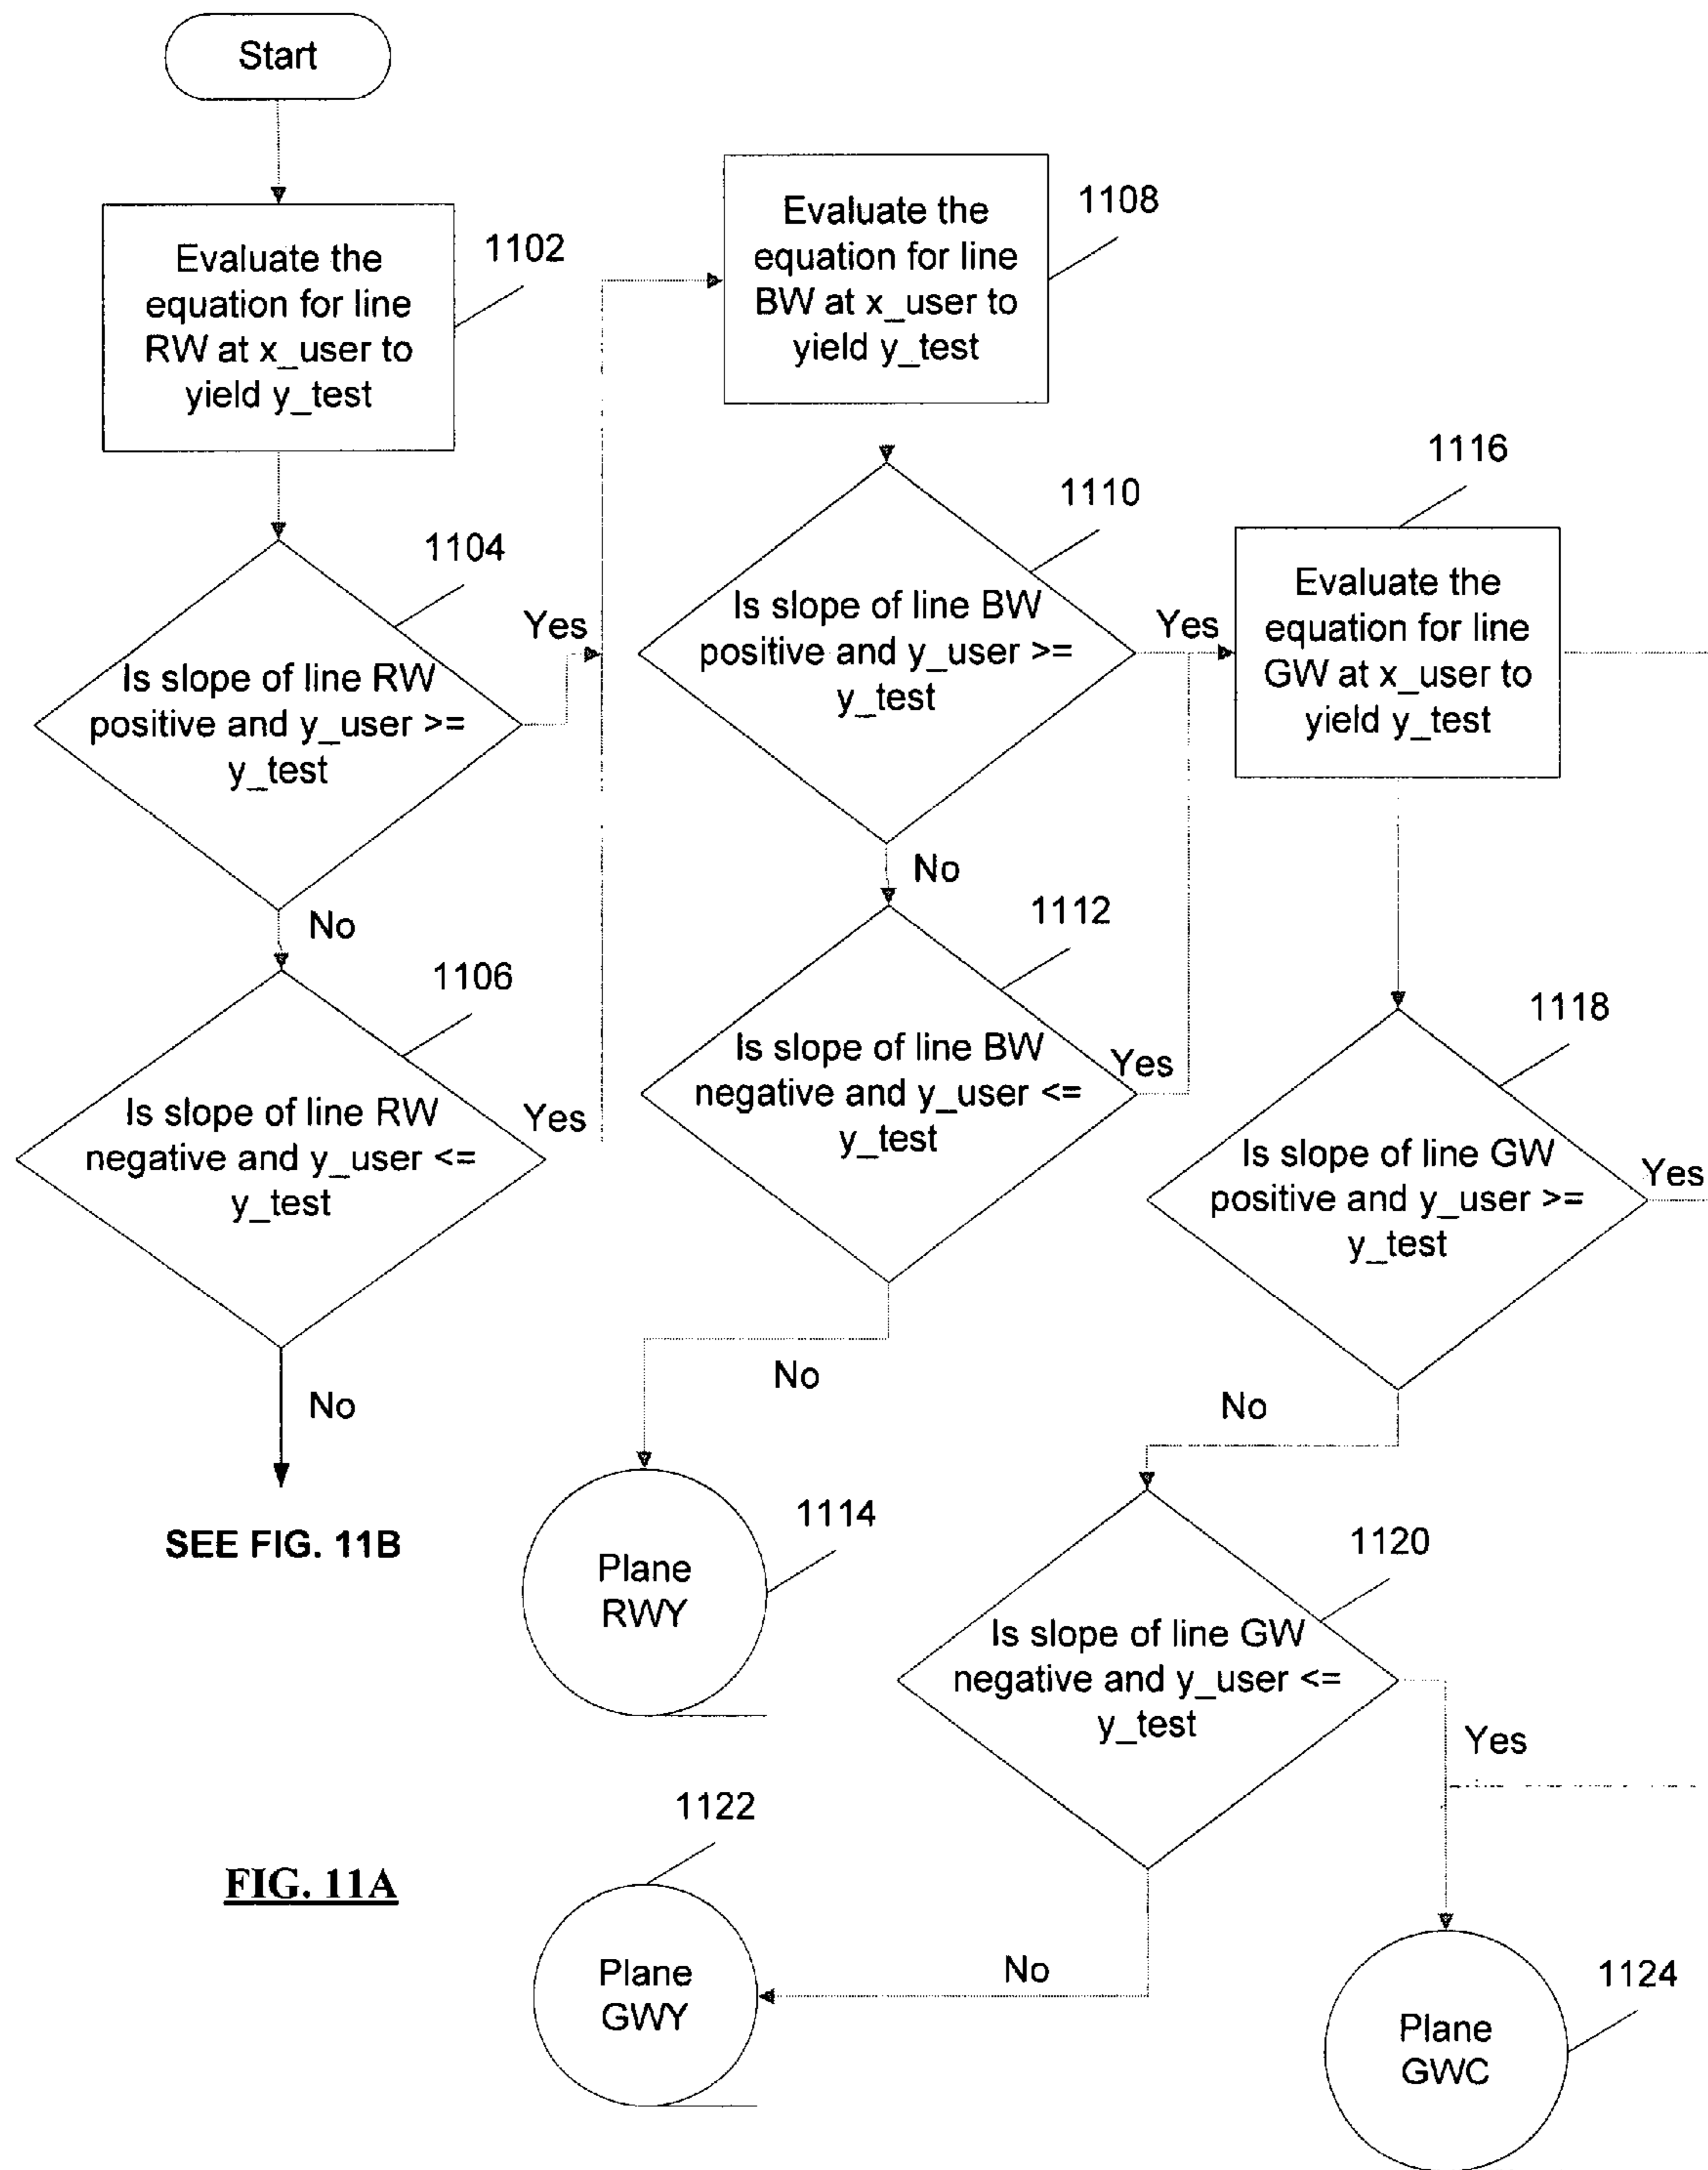 Start
Evaluate the
equation for line
RW at x_user to
yield y_test
1102
Is slope of line RW
positive and y_user >=
y_test
1104
Yes
No
Is slope of line RW
negative and y_user <=
y_test
1106
Yes
No
SEE FIG. 11B
Evaluate the
equation for line
BW at x_user to
yield y_test
1108
Is slope of line BW
positive and y_user >=
y_test
1110
Yes
No
Is slope of line BW
negative and y_user <=
y_test
1112
Yes
No
Plane
RWY
1114
Evaluate the
equation for line
GW at x_user to
yield y_test
1116
Is slope of line GW
positive and y_user >=
y_test
1118
Yes
No
Is slope of line GW
negative and y_user <=
y_test
1120
Yes
No
Plane
GWY
1122
Plane
GWC
1124
FIG. 11A